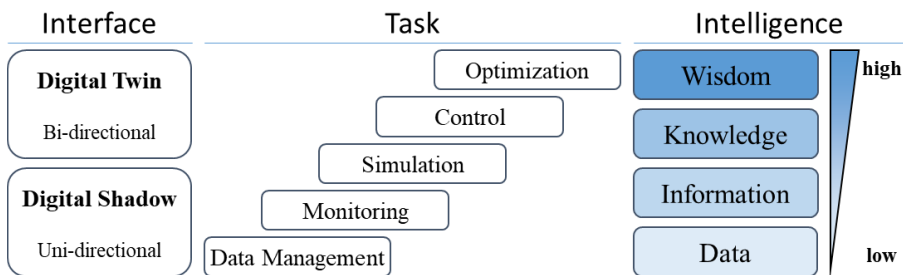 Interface
Task
Intelligence
Digital Twin
Bi-directional
Digital Shadow
Uni-directional
Optimization
Control
Simulation
Monitoring
Data Management
Wisdom
Knowledge
Information
Data
high
low